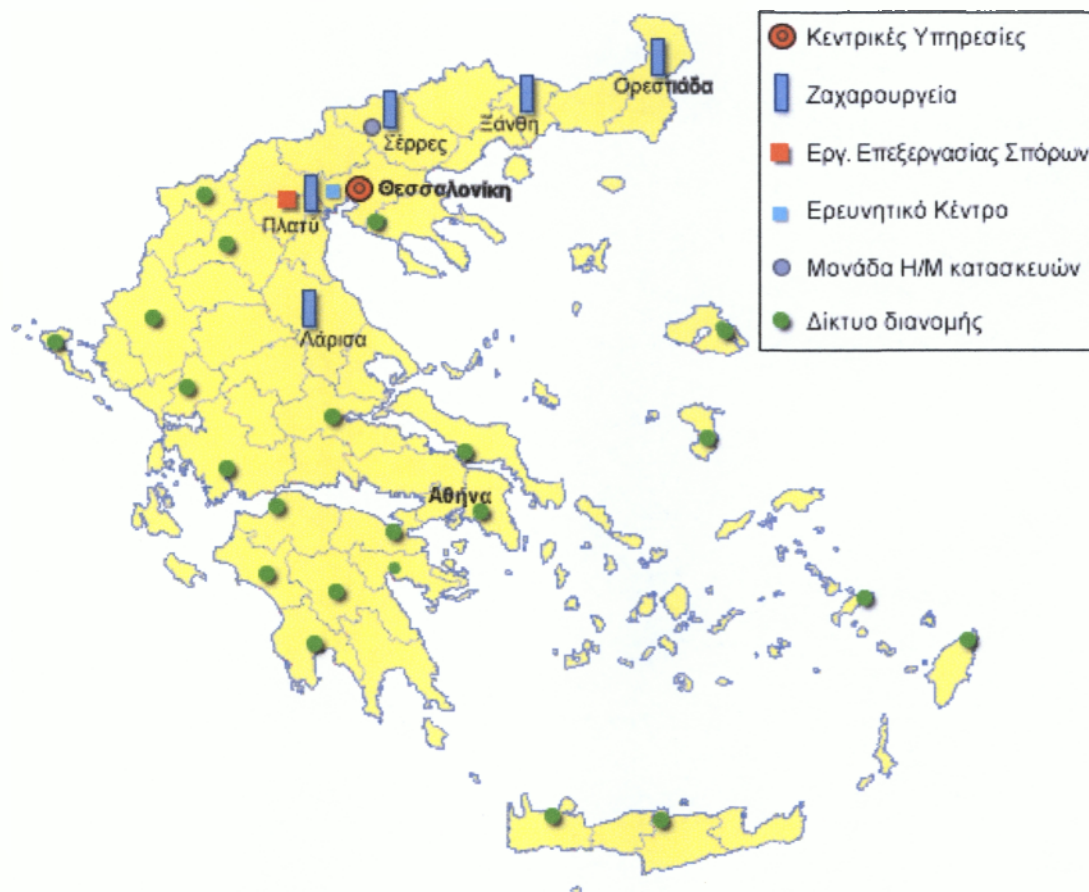 Κεντρικές Υπηρεσίες
Ζαχαρουργεία
Εργ. Επεξεργασίας Σπόρων
Ερευνητικό Κέντρο
Μονάδα Η/Μ κατασκευών
Δίκτυο διανομής
Ορεστιάδα
Ξάνθη
Σέρρες
Θεσσαλονίκη
Πλατύ
Λάρισα
Αθήνα